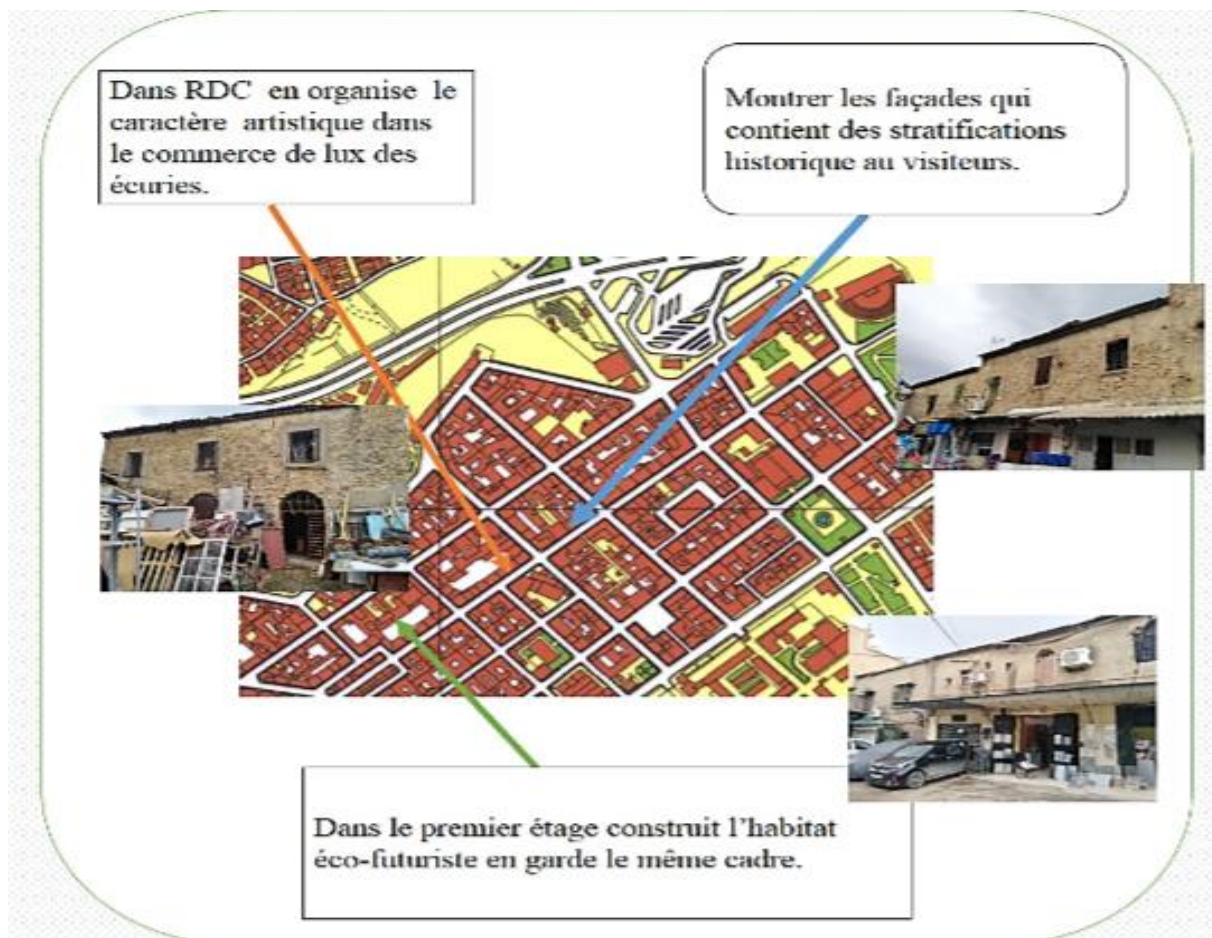 Dans RDC en organise le
caractère artistique dans
le commerce de lux des
écuries.
Montrer les façades qui
contient des stratifications
historique au visiteurs.
Dans le premier étage construit l'habitat
éco-futuriste en garde le même cadre.